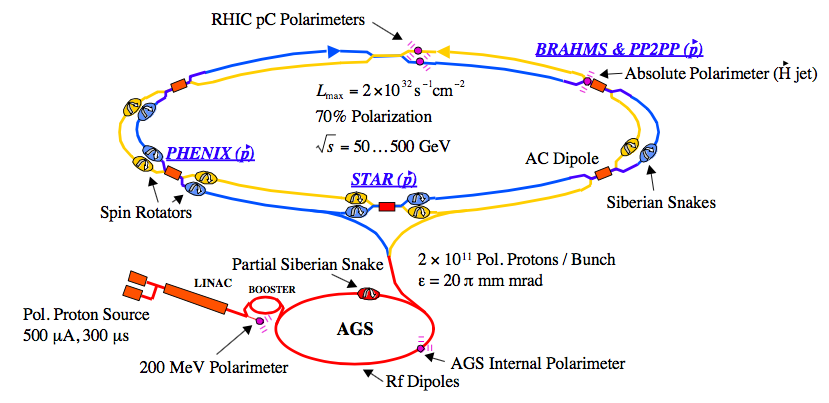 RHIC pC Polarimeters
BRAHMS & PP2PP (p⃗)
Absolute Polarimeter (H⃗ jet)
Lmax = 2×10³² s⁻¹cm⁻²
70% Polarization
√s = 50…500 GeV
PHENIX (p⃗)
AC Dipole
STAR (p⃗)
Siberian Snakes
Spin Rotators
Partial Siberian Snake
2 × 10¹¹ Pol. Protons / Bunch
ε = 20 π mm mrad
LINAC
BOOSTER
Pol. Proton Source
500 μA, 300 μs
AGS
200 MeV Polarimeter
AGS Internal Polarimeter
Rf Dipoles